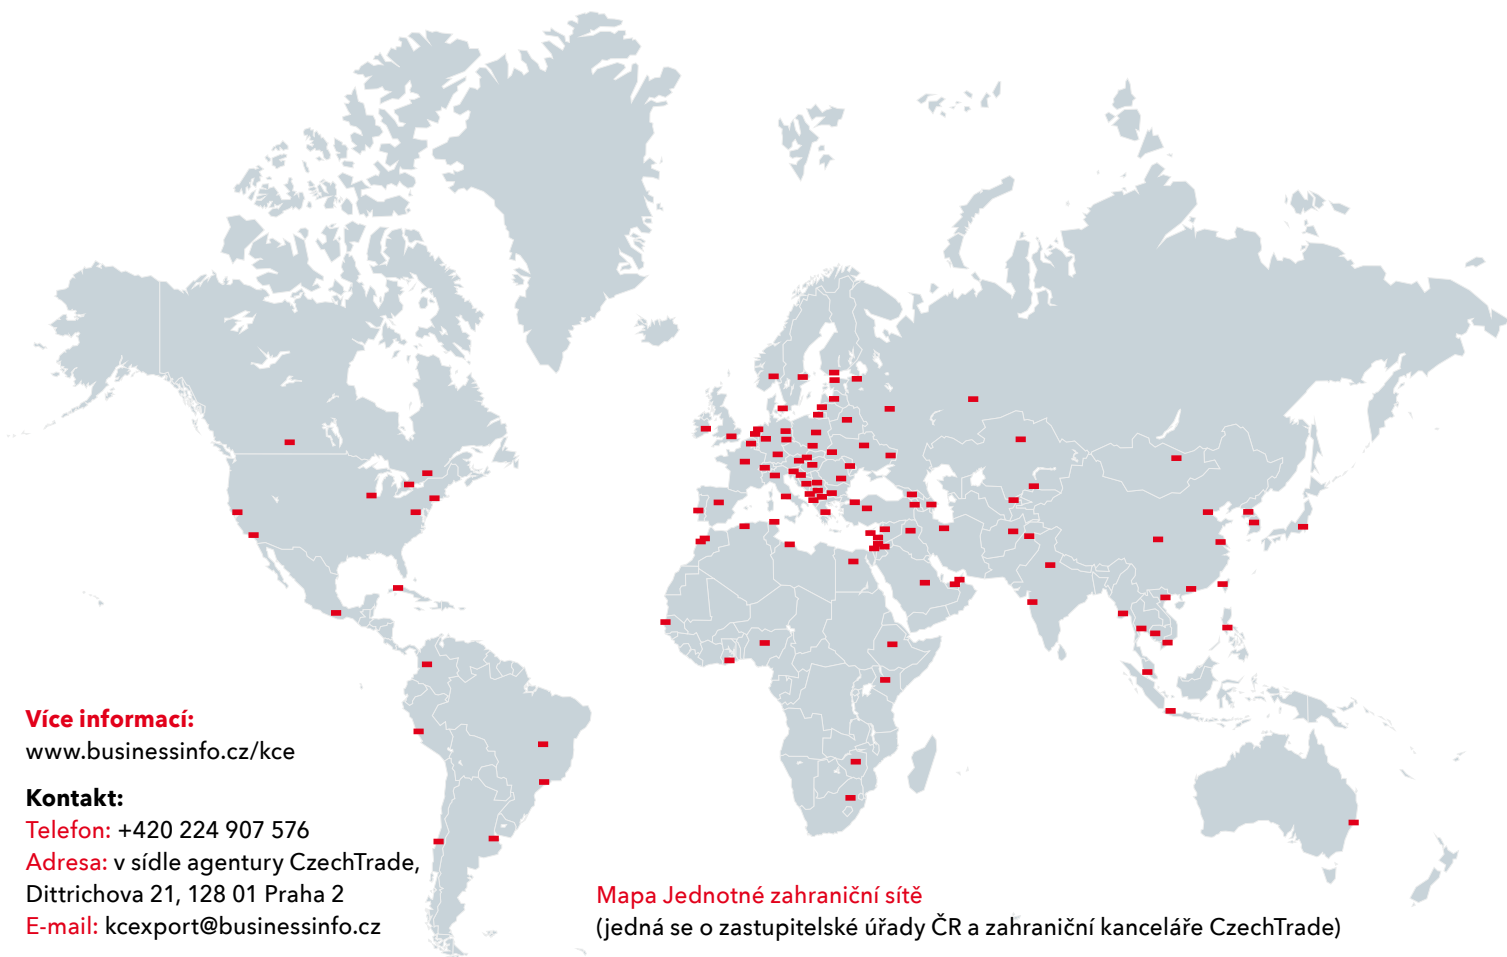 Více informací:
www.businessinfo.cz/kce
Kontakt:
Telefon: +420 224 907 576
Adresa: v sídle agentury CzechTrade,
Dittrichova 21, 128 01 Praha 2
E-mail: kcexport@businessinfo.cz
Mapa Jednotné zahraniční sítě
(jedná se o zastupitelské úřady ČR a zahraniční kanceláře CzechTrade)